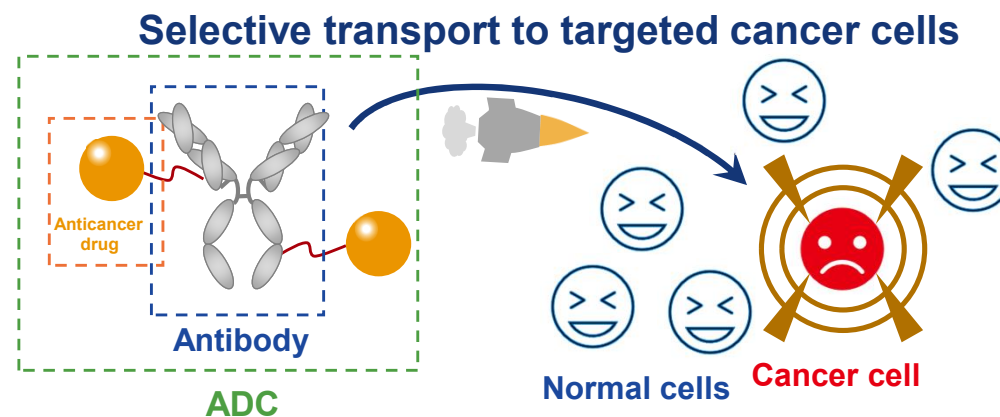 Selective transport to targeted cancer cells
Anticancer
drug
Antibody
ADC
Normal cells
Cancer cell